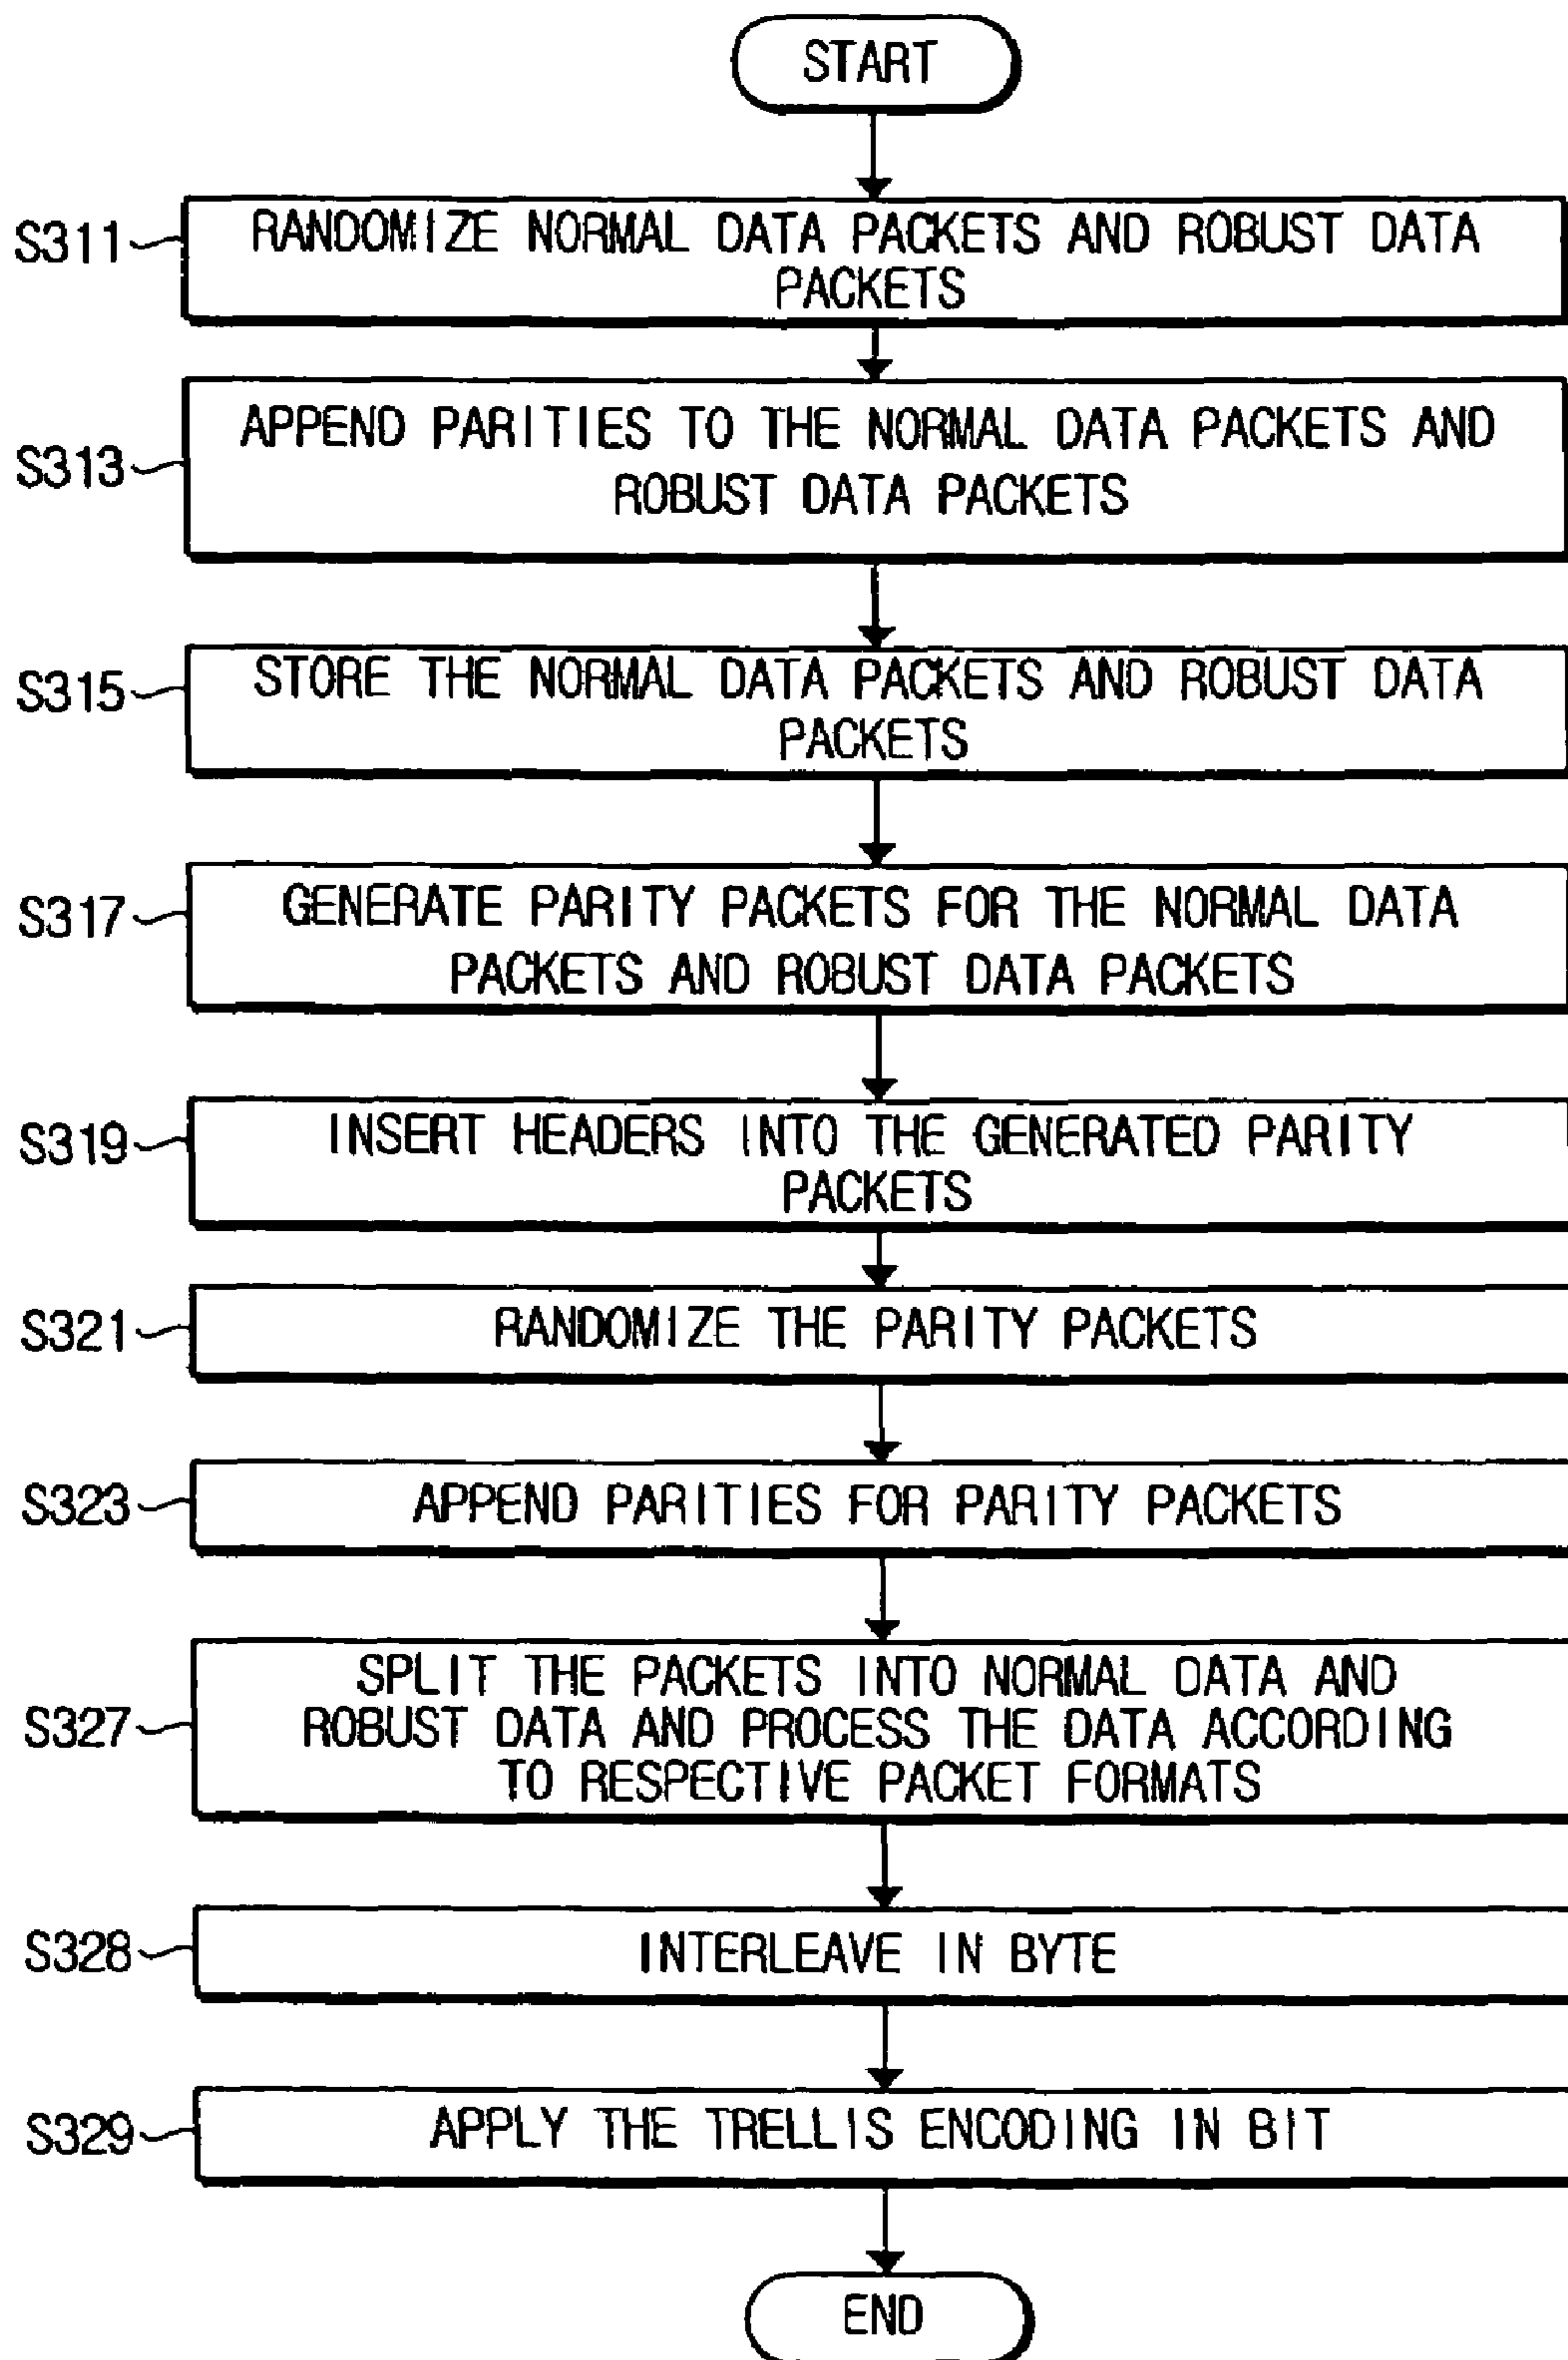 START
S311
RANDOMIZE NORMAL DATA PACKETS AND ROBUST DATA
PACKETS
S313
APPEND PARITIES TO THE NORMAL DATA PACKETS AND
ROBUST DATA PACKETS
S315
STORE THE NORMAL DATA PACKETS AND ROBUST DATA
PACKETS
S317
GENERATE PARITY PACKETS FOR THE NORMAL DATA
PACKETS AND ROBUST DATA PACKETS
S319
INSERT HEADERS INTO THE GENERATED PARITY
PACKETS
S321
RANDOMIZE THE PARITY PACKETS
S323
APPEND PARITIES FOR PARITY PACKETS
S327
SPLIT THE PACKETS INTO NORMAL DATA AND
ROBUST DATA AND PROCESS THE DATA ACCORDING
TO RESPECTIVE PACKET FORMATS
S328
INTERLEAVE IN BYTE
S329
APPLY THE TRELLIS ENCODING IN BIT
END